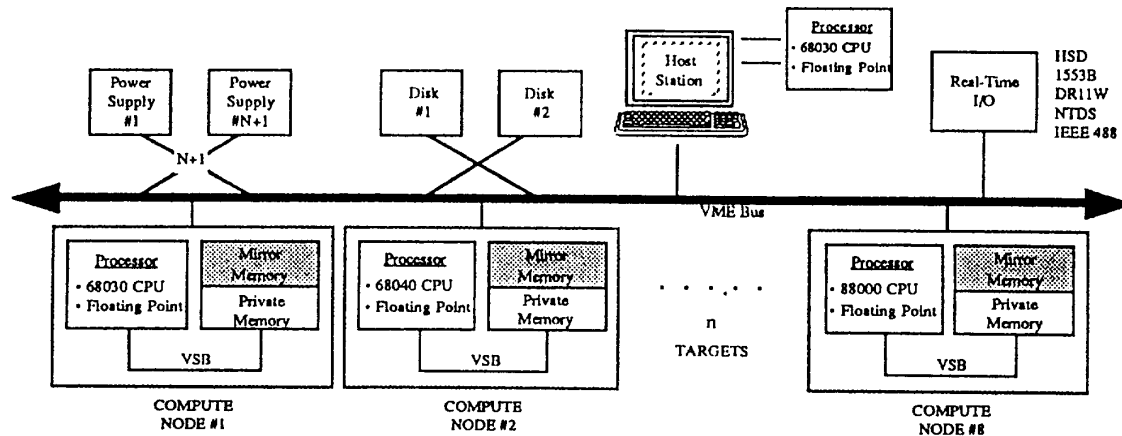 Power
Supply
#1
Power
Supply
#N+1
N+1
Disk
#1
Disk
#2
Host
Station
Processor
• 68030 CPU
• Floating Point
Real-Time
I/O
HSD
1553B
DR11W
NTDS
IEEE 488
VME Bus
Processor
• 68030 CPU
• Floating Point
Mirror
Memory
Private
Memory
VSB
COMPUTE
NODE #1
Processor
• 68040 CPU
• Floating Point
Mirror
Memory
Private
Memory
VSB
COMPUTE
NODE #2
. . . . . .
n
TARGETS
Processor
• 88000 CPU
• Floating Point
Mirror
Memory
Private
Memory
VSB
COMPUTE
NODE #8